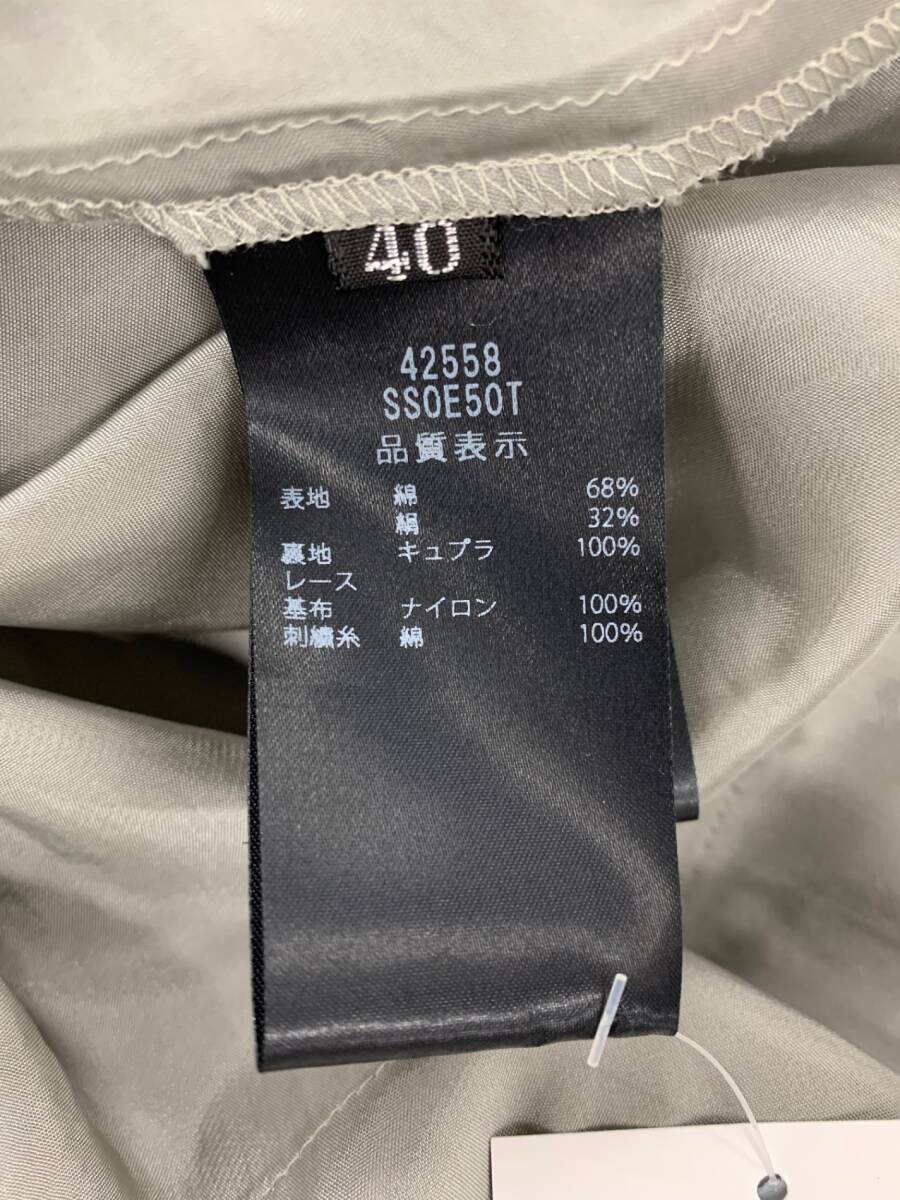 40
42558
SS0E50T
品質表示
表地 綿 68%
絹 32%
裏地 キュプラ 100%
レース
基布 ナイロン 100%
刺繍糸 綿 100%